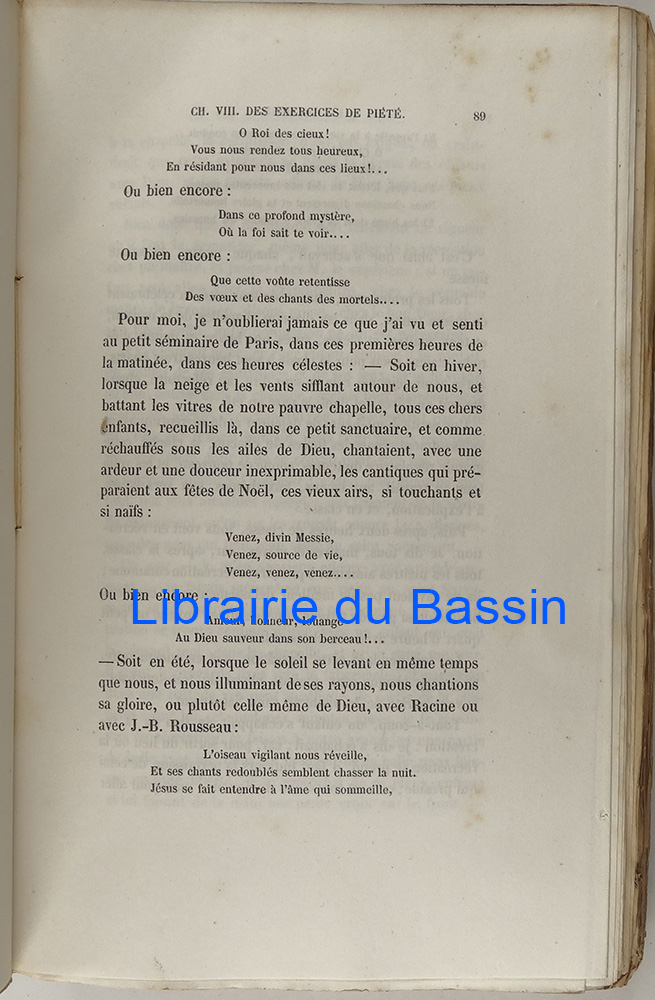 CH. VIII. DES EXERCICES DE PIÉTÉ. 89
O Roi des cieux!
Vous nous rendez tous heureux,
En résidant pour nous dans ces lieux!...
Ou bien encore :
Dans ce profond mystère,
Où la foi sait te voir....
Ou bien encore :
Que cette voûte retentisse
Des vœux et des chants des mortels....
Pour moi, je n'oublierai jamais ce que j'ai vu et senti
au petit séminaire de Paris, dans ces premières heures de
la matinée, dans ces heures célestes : — Soit en hiver,
lorsque la neige et les vents sifflant autour de nous, et
battant les vitres de notre pauvre chapelle, tous ces chers
enfants, recueillis là, dans ce petit sanctuaire, et comme
réchauffés sous les ailes de Dieu, chantaient, avec une
ardeur et une douceur inexprimable, les cantiques qui pré-
paraient aux fêtes de Noël, ces vieux airs, si touchants et
si naïfs :
Venez, divin Messie,
Venez, source de vie,
Venez, venez, venez....
Ou bien encore :
Librairie du Bassin
Amour, honneur, louange
Au Dieu sauveur dans son berceau!...
— Soit en été, lorsque le soleil se levant en même temps
que nous, et nous illuminant de ses rayons, nous chantions
sa gloire, ou plutôt celle même de Dieu, avec Racine ou
avec J.-B. Rousseau :
L'oiseau vigilant nous réveille,
Et ses chants redoublés semblent chasser la nuit.
Jésus se fait entendre à l'âme qui sommeille,